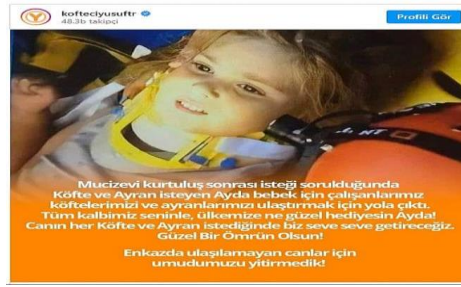 kofteciyusuftr
48.3b takipçi
Profili Gör
Mucizevi kurtuluş sonrası isteği sorulduğunda
Köfte ve Ayran isteyen Ayda bebek için çalışanlarımız
köftelerimizi ve ayranlarımızı ulaştırmak için yola çıktı.
Tüm kalbimiz seninle, ülkemize ne güzel hediyesin Ayda!
Canın her Köfte ve Ayran istediğinde biz seve seve getireceğiz.
Güzel Bir Ömrün Olsun!
Enkazda ulaşılamayan canlar için
umudumuzu yitirmedik!